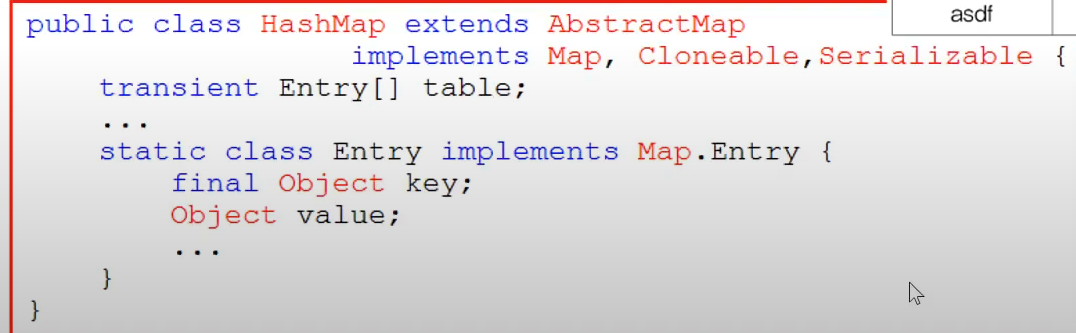 asdf
public class HashMap extends AbstractMap
implements Map, Cloneable,Serializable {
transient Entry[] table;
...
static class Entry implements Map.Entry {
final Object key;
Object value;
...
}
}